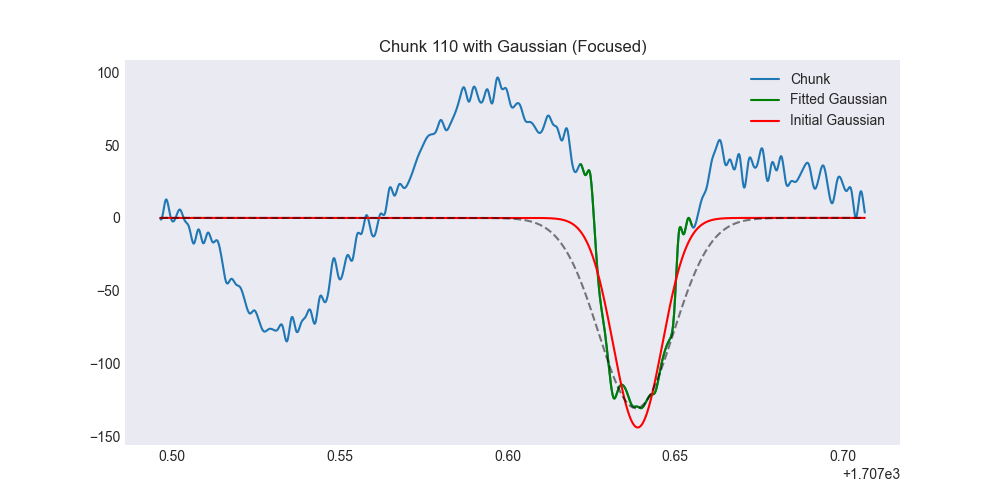 Chunk 110 with Gaussian (Focused)
Chunk
Fitted Gaussian
Initial Gaussian
100
50
0
−50
−100
−150
0.50 0.55 0.60 0.65 0.70
+1.707e3